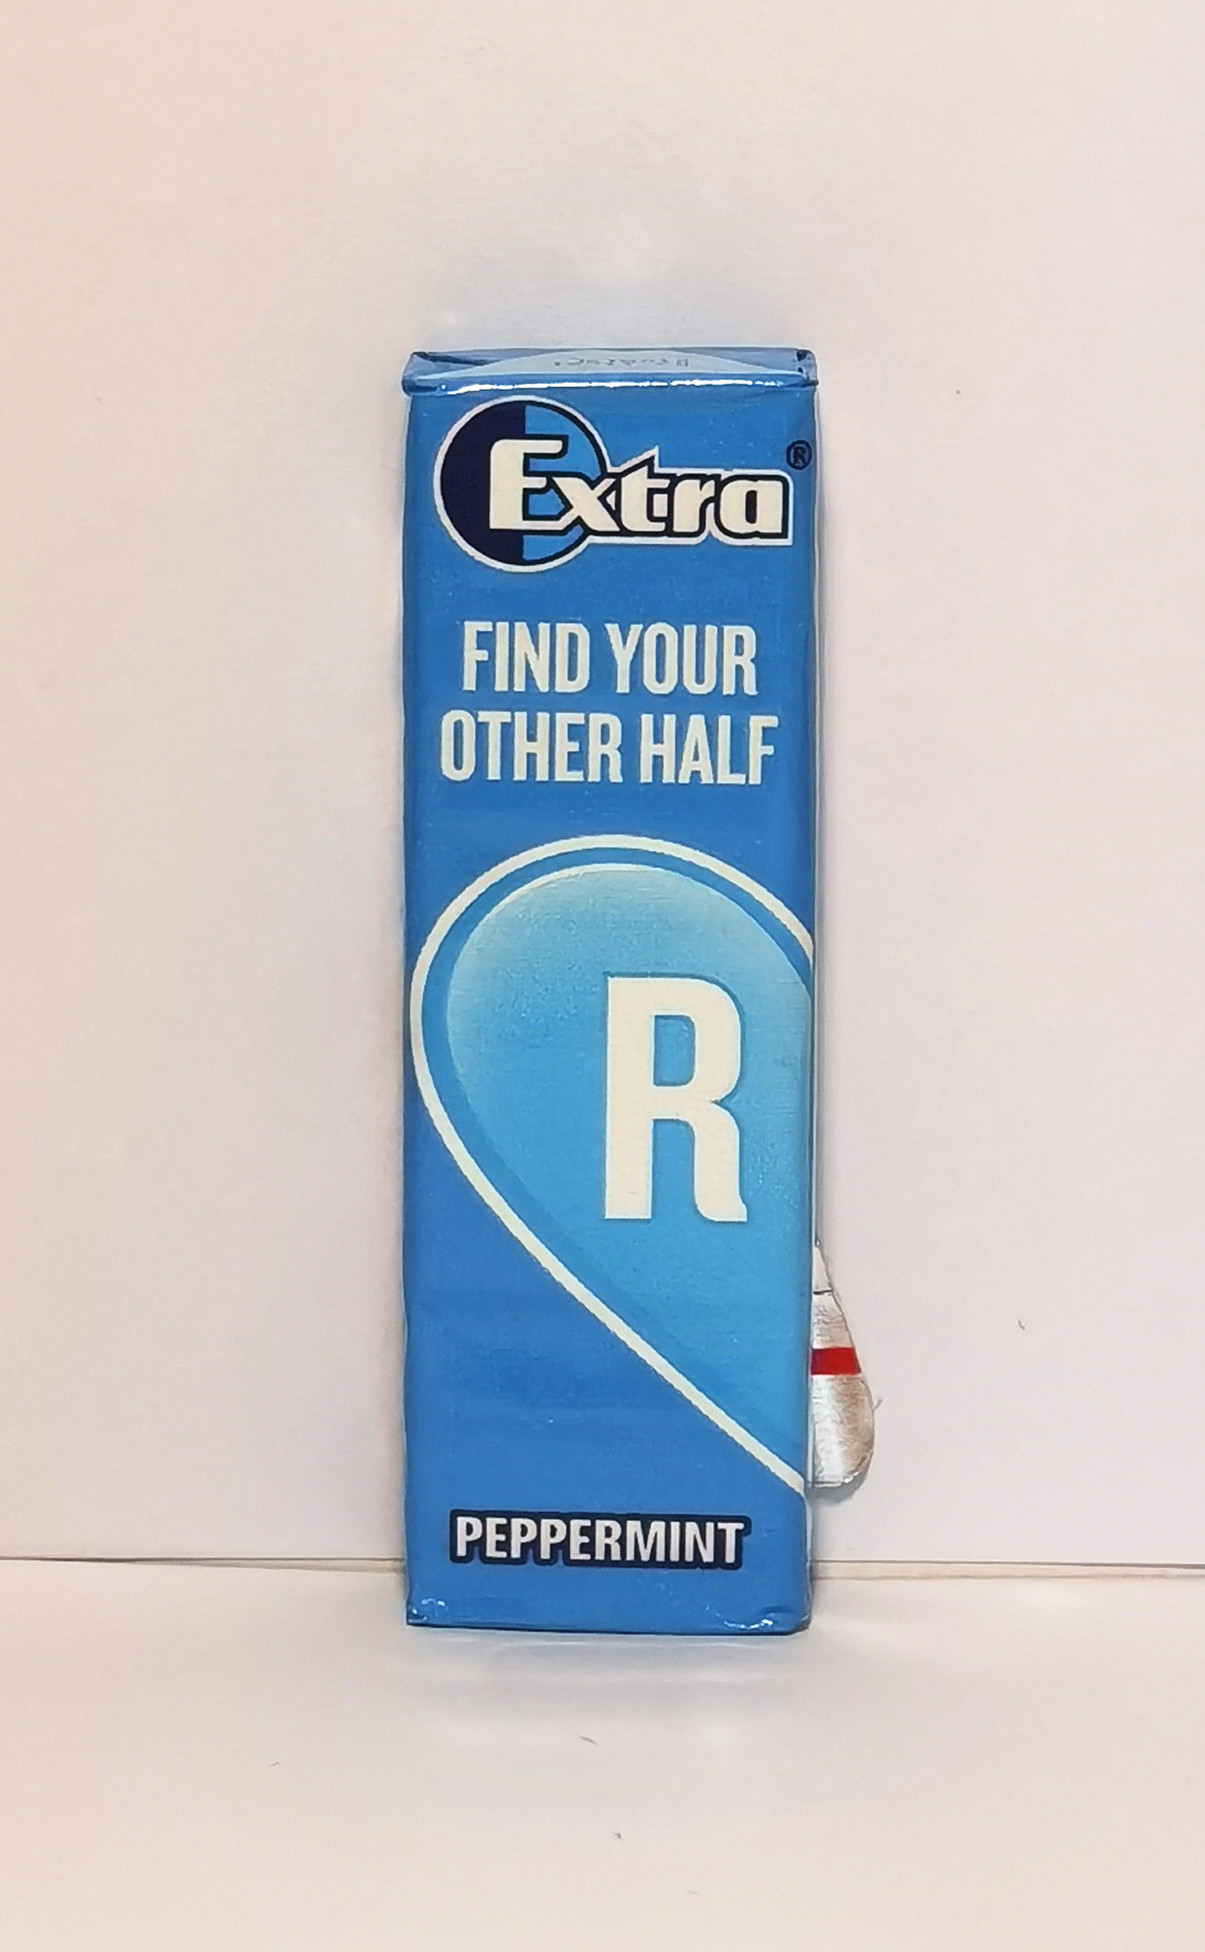 Extra®
FIND YOUR
OTHER HALF
R
PEPPERMINT